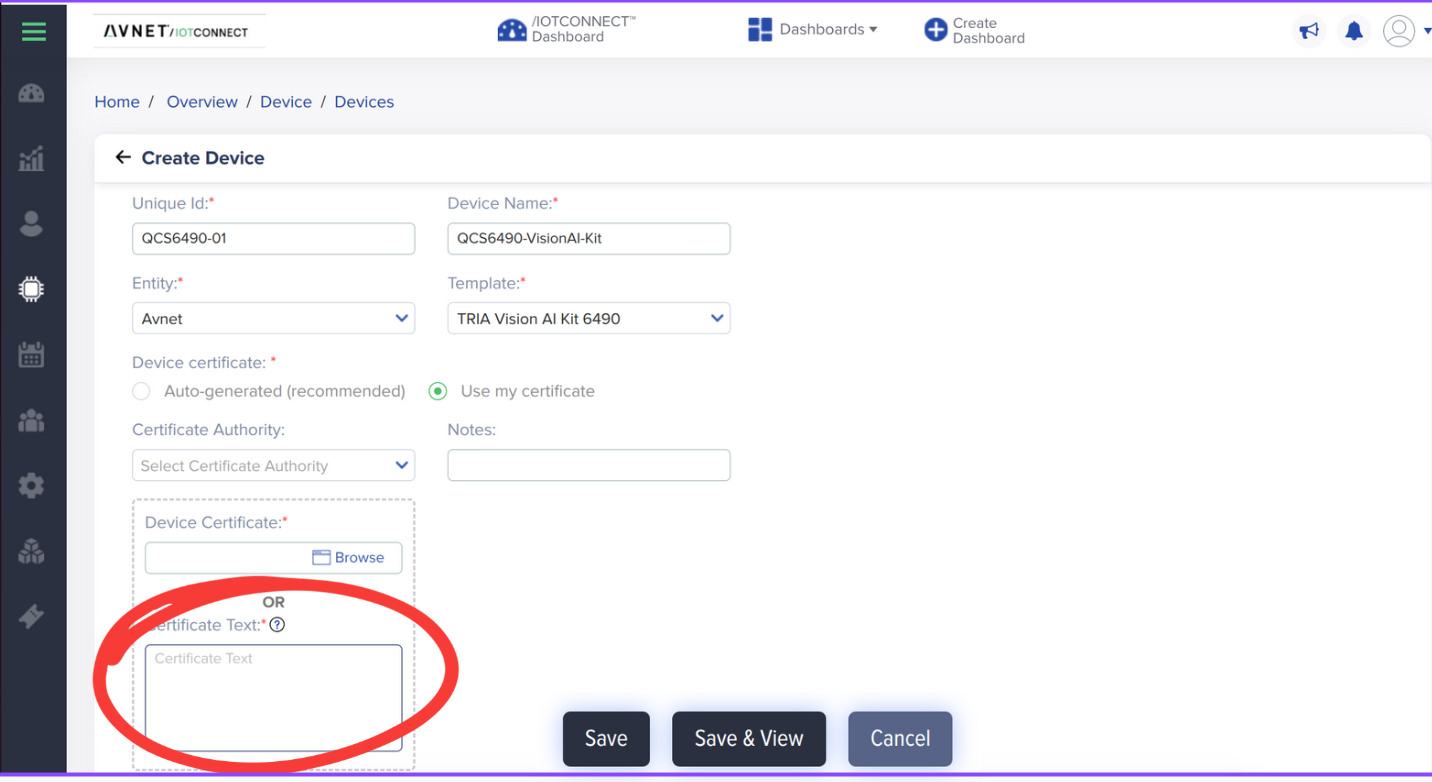 AVNET/IOTCONNECT
/IOTCONNECT™
Dashboard
Dashboards
Create
Dashboard
Home / Overview / Device / Devices
Create Device
Unique Id:* Device Name:*
QCS6490-01 QCS6490-VisionAI-Kit
Entity:* Template:*
Avnet TRIA Vision AI Kit 6490
Device certificate: *
Auto-generated (recommended) Use my certificate
Certificate Authority: Notes:
Select Certificate Authority
Device Certificate:*
Browse
OR
Certificate Text:* ?
Certificate Text
Save Save & View Cancel